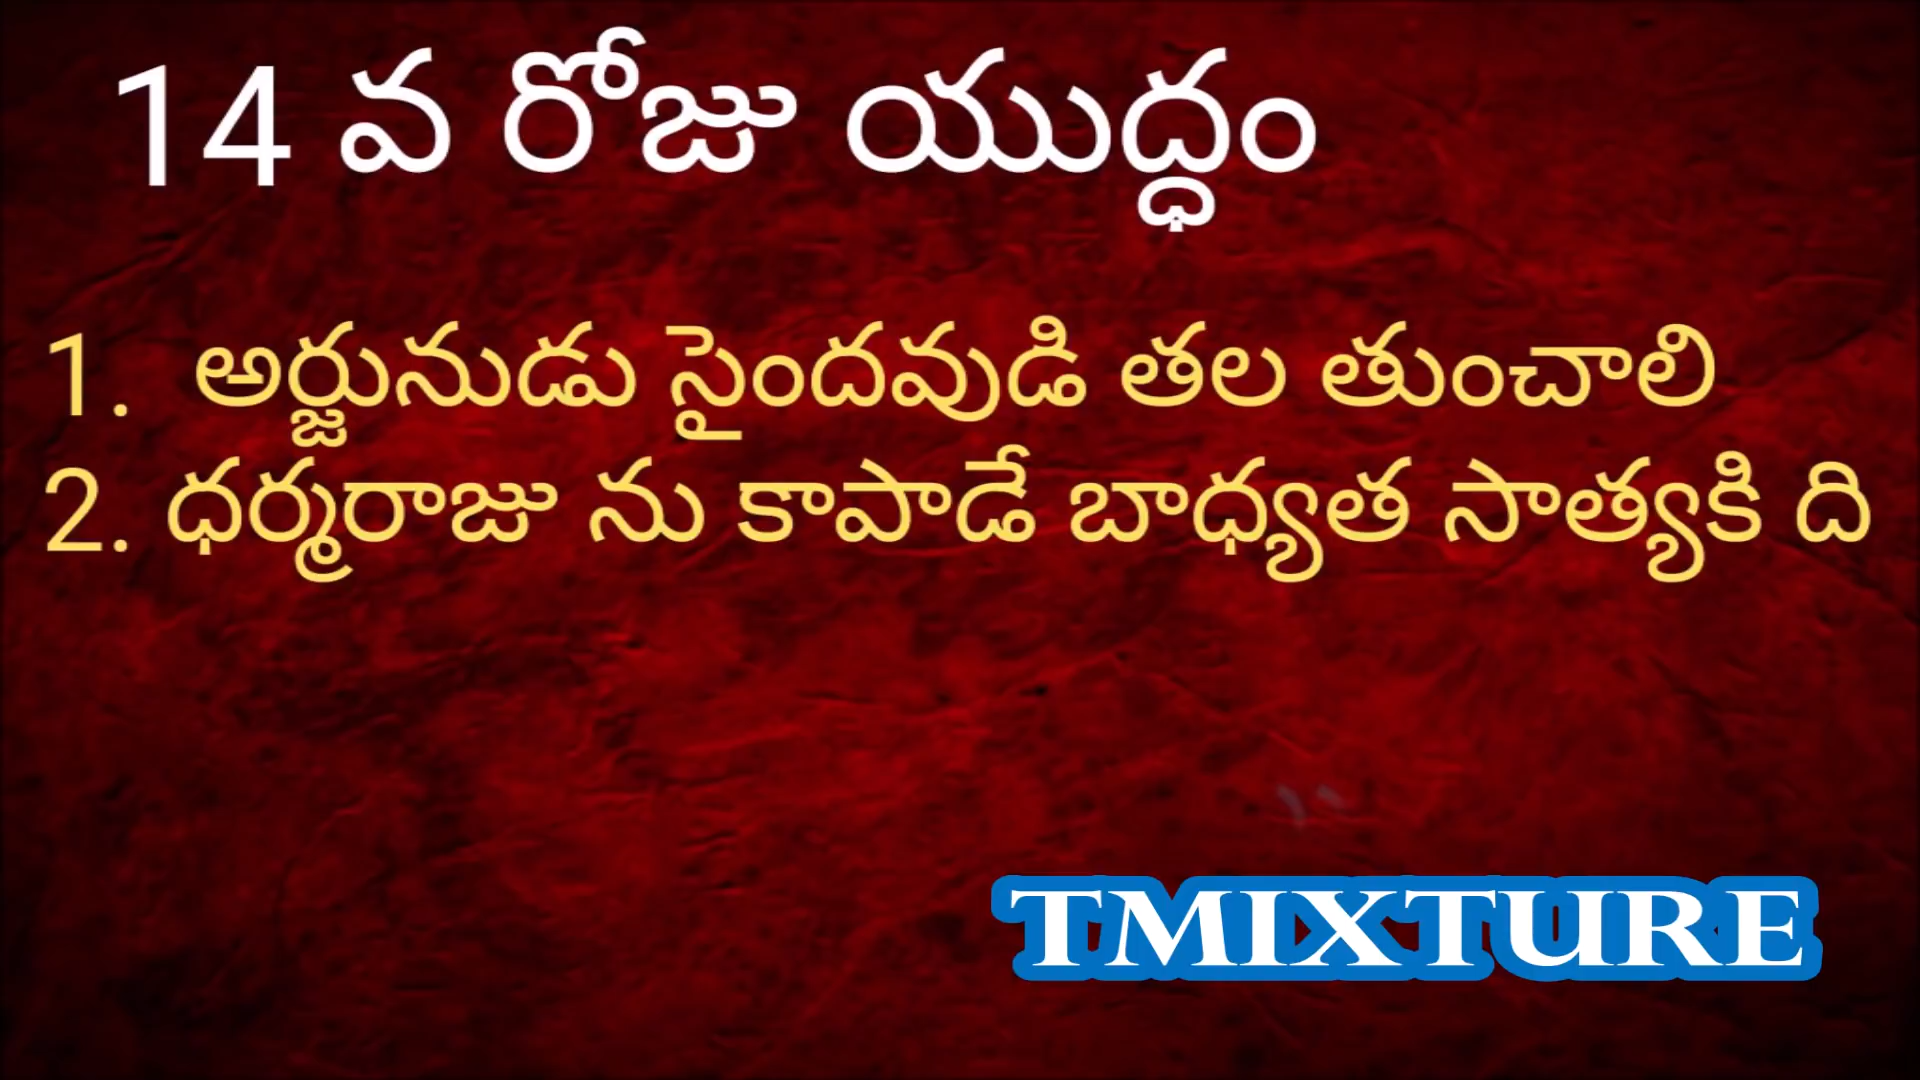 14 వ రోజు యుద్ధం
1. అర్జునుడు సైందవుడి తల తుంచాలి
2. ధర్మరాజు ను కాపాడే బాధ్యత సాత్యకి ది
TMIXTURE